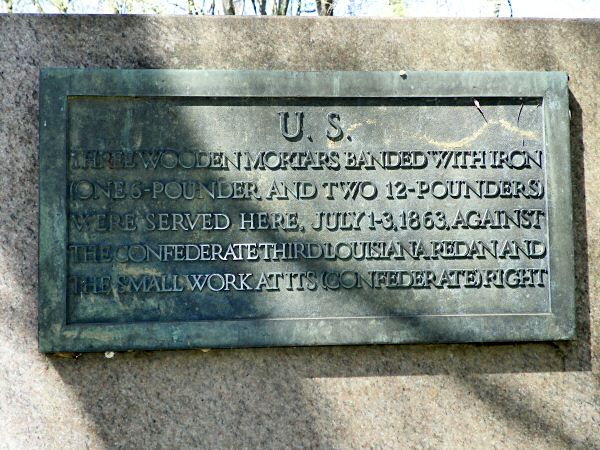 U. S.
THREE WOODEN MORTARS, BANDED WITH IRON
(ONE 6-POUNDER AND TWO 12-POUNDERS)
WERE SERVED HERE, JULY 1-3, 1863, AGAINST
THE CONFEDERATE THIRD LOUISIANA REDAN AND
THE SMALL WORK AT ITS (CONFEDERATE) RIGHT